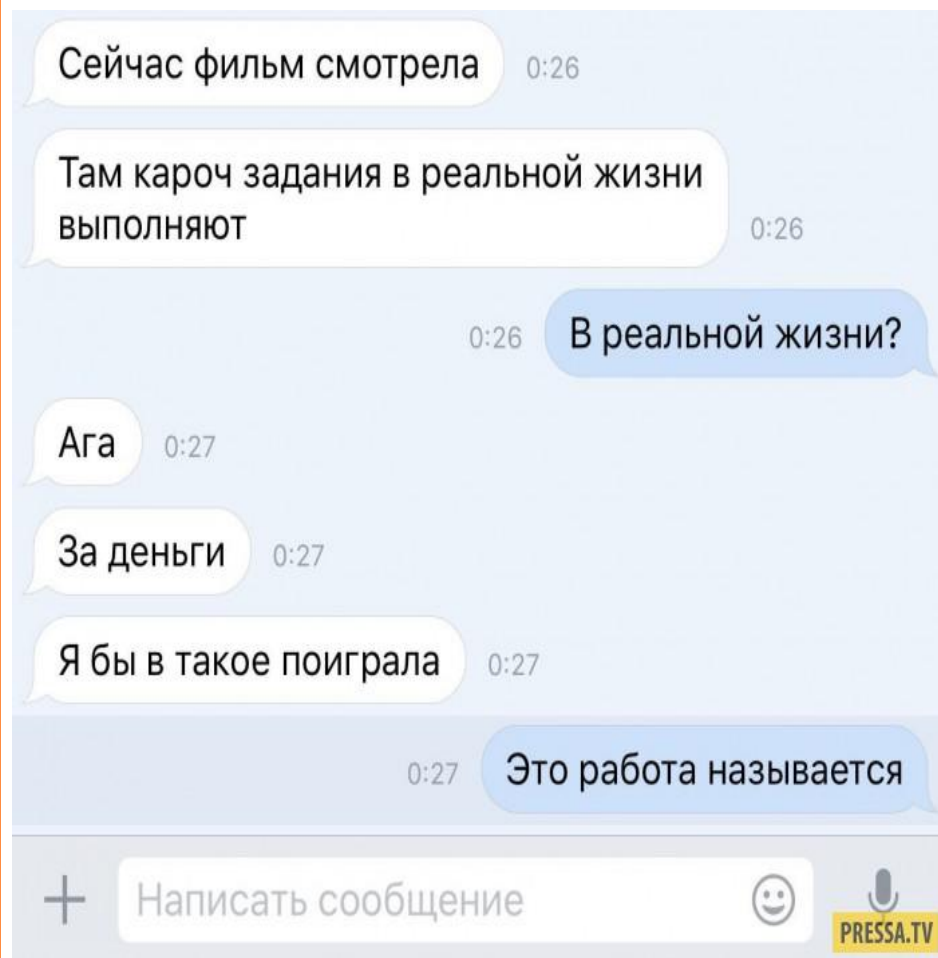 Сейчас фильм смотрела 0:26
Там кароч задания в реальной жизни
выполняют 0:26
0:26 В реальной жизни?
Ага 0:27
За деньги 0:27
Я бы в такое поиграла 0:27
0:27 Это работа называется
Написать сообщение
PRESSA.TV